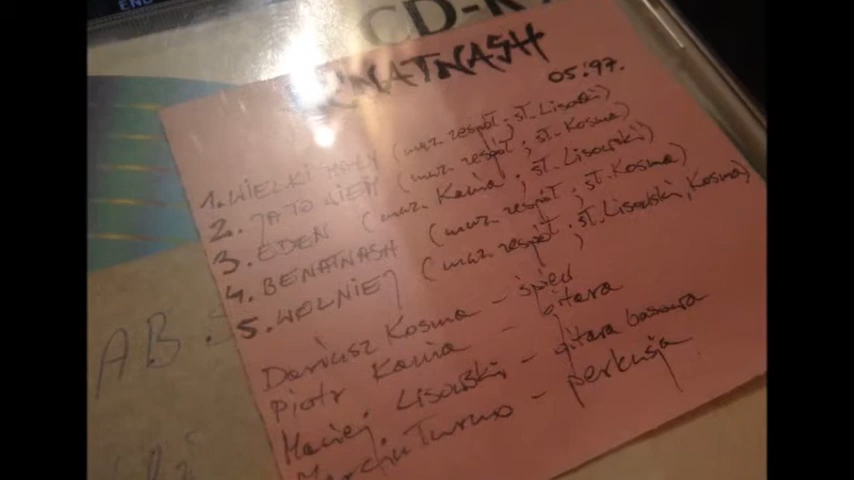 CD-R
BENATNASH
05.'97.
1. WIELKI MAŁY (muz. zespół; sł. Lisowski)
2. JA TO WIEM (muz. zespół; sł. Kosma)
3. EDEN (muz. Kania; sł. Lisowski)
4. BENATNASH (muz. zespół; sł. Kosma)
5. WOLNIEJ (muz. zespół; sł. Lisowski, Kosma)
Dariusz Kosma - śpiew
Piotr Kania - gitara
Maciej Lisowski - gitara basowa
Marcin - perkusja
AB